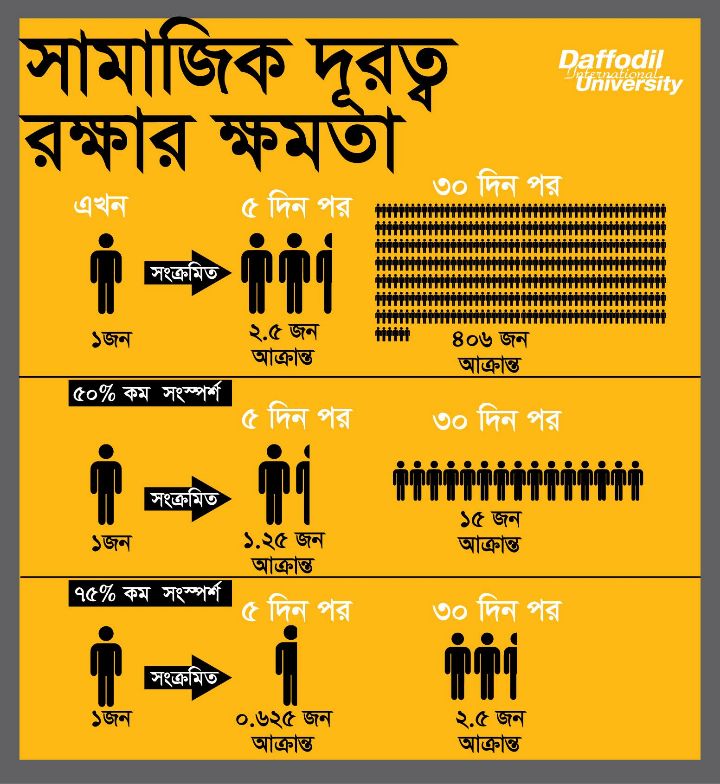 সামাজিক দূরত্ব
রক্ষার ক্ষমতা
Daffodil
International
University
এখন
৫ দিন পর
৩০ দিন পর
সংক্রমিত
১জন
২.৫ জন
আক্রান্ত
৪০৬ জন
আক্রান্ত
৫০% কম সংস্পর্শ
৫ দিন পর
৩০ দিন পর
সংক্রমিত
১জন
১.২৫ জন
আক্রান্ত
১৫ জন
আক্রান্ত
৭৫% কম সংস্পর্শ
৫ দিন পর
৩০ দিন পর
সংক্রমিত
১জন
০.৬২৫ জন
আক্রান্ত
২.৫ জন
আক্রান্ত